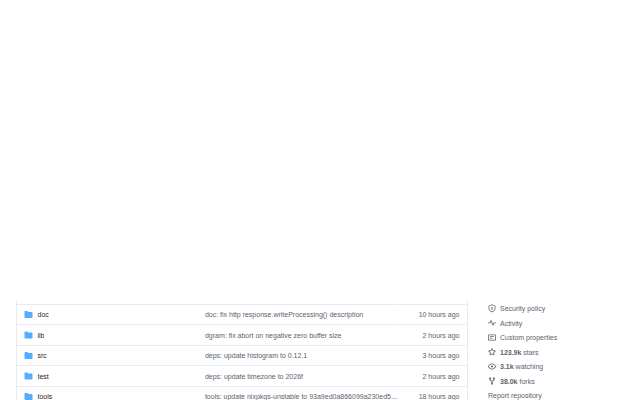 doc doc: fix http response.writeProcessing() description 10 hours ago
lib dgram: fix abort on negative zero buffer size 2 hours ago
src deps: update histogram to 0.12.1 3 hours ago
test deps: update timezone to 2026f 2 hours ago
tools tools: update nixpkgs-unstable to 93a9ed0a866099a230ed5... 18 hours ago
Security policy
Activity
Custom properties
123.9k stars
3.1k watching
38.0k forks
Report repository